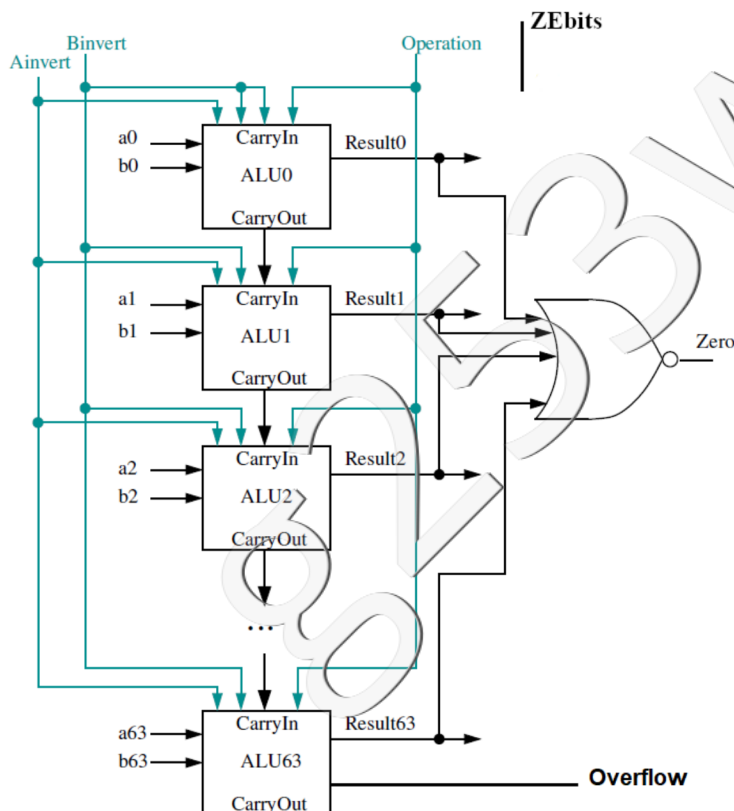 ZEbits
Binvert
Operation
Ainvert
a0
b0
CarryIn
ALU0
CarryOut
Result0
a1
b1
CarryIn
ALU1
CarryOut
Result1
Zero
a2
b2
CarryIn
ALU2
CarryOut
Result2
...
a63
b63
CarryIn
ALU63
CarryOut
Result63
Overflow